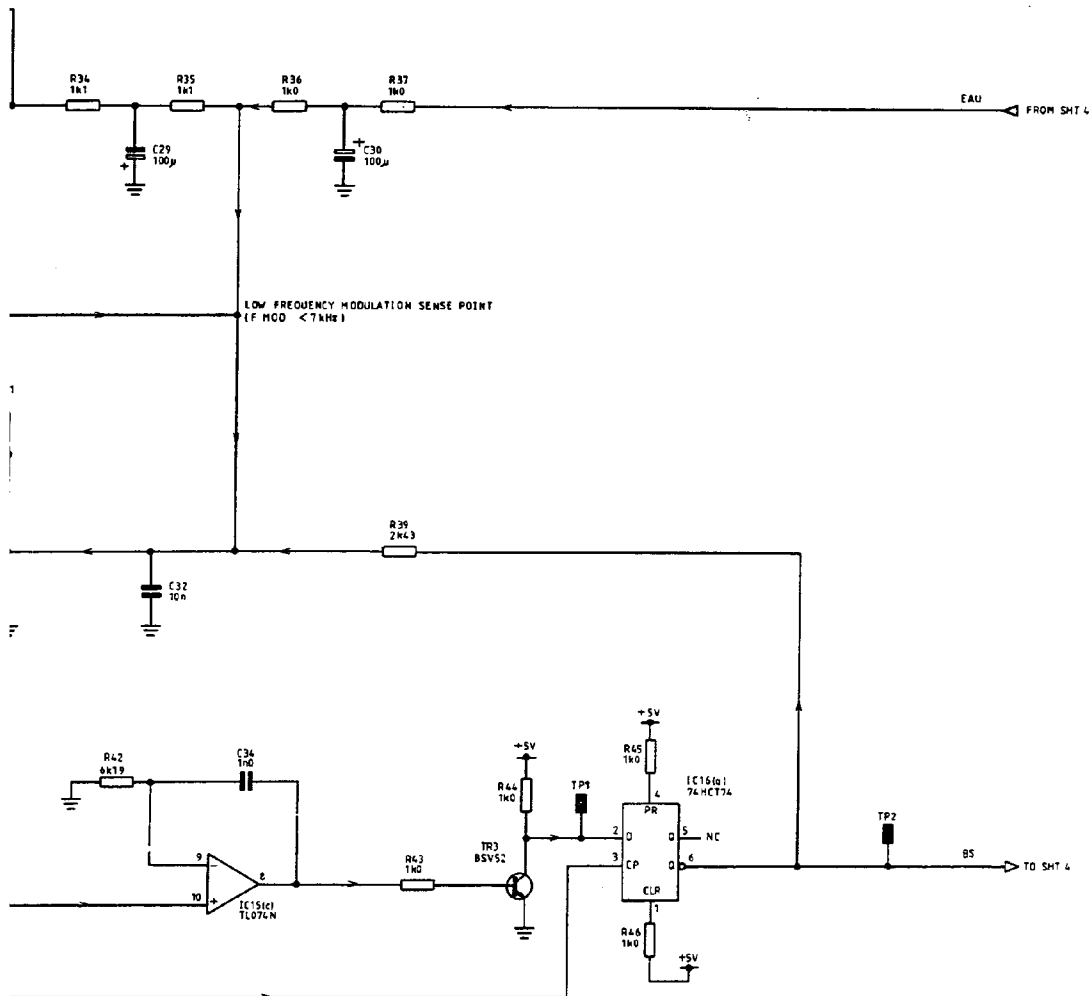 R34
1k1
R35
1k1
R36
1k0
R37
1k0
EAU
FROM SHT 4
C29
100µ
+
+
C30
100µ
LOW FREQUENCY MODULATION SENSE POINT
(F MOD < 7kHz)
1
R39
2k43
C32
10n
R42
6k19
C34
1n0
9
-
10
+
8
IC15(c)
TL074N
R43
1k0
+5V
R44
1k0
TR3
BSV52
TP1
+5V
R45
1k0
IC16(a)
74HCT74
4
PR
2
D
Q
5
NC
3
CP
Q
6
CLR
1
R46
1k0
+5V
TP2
BS
TO SHT 4